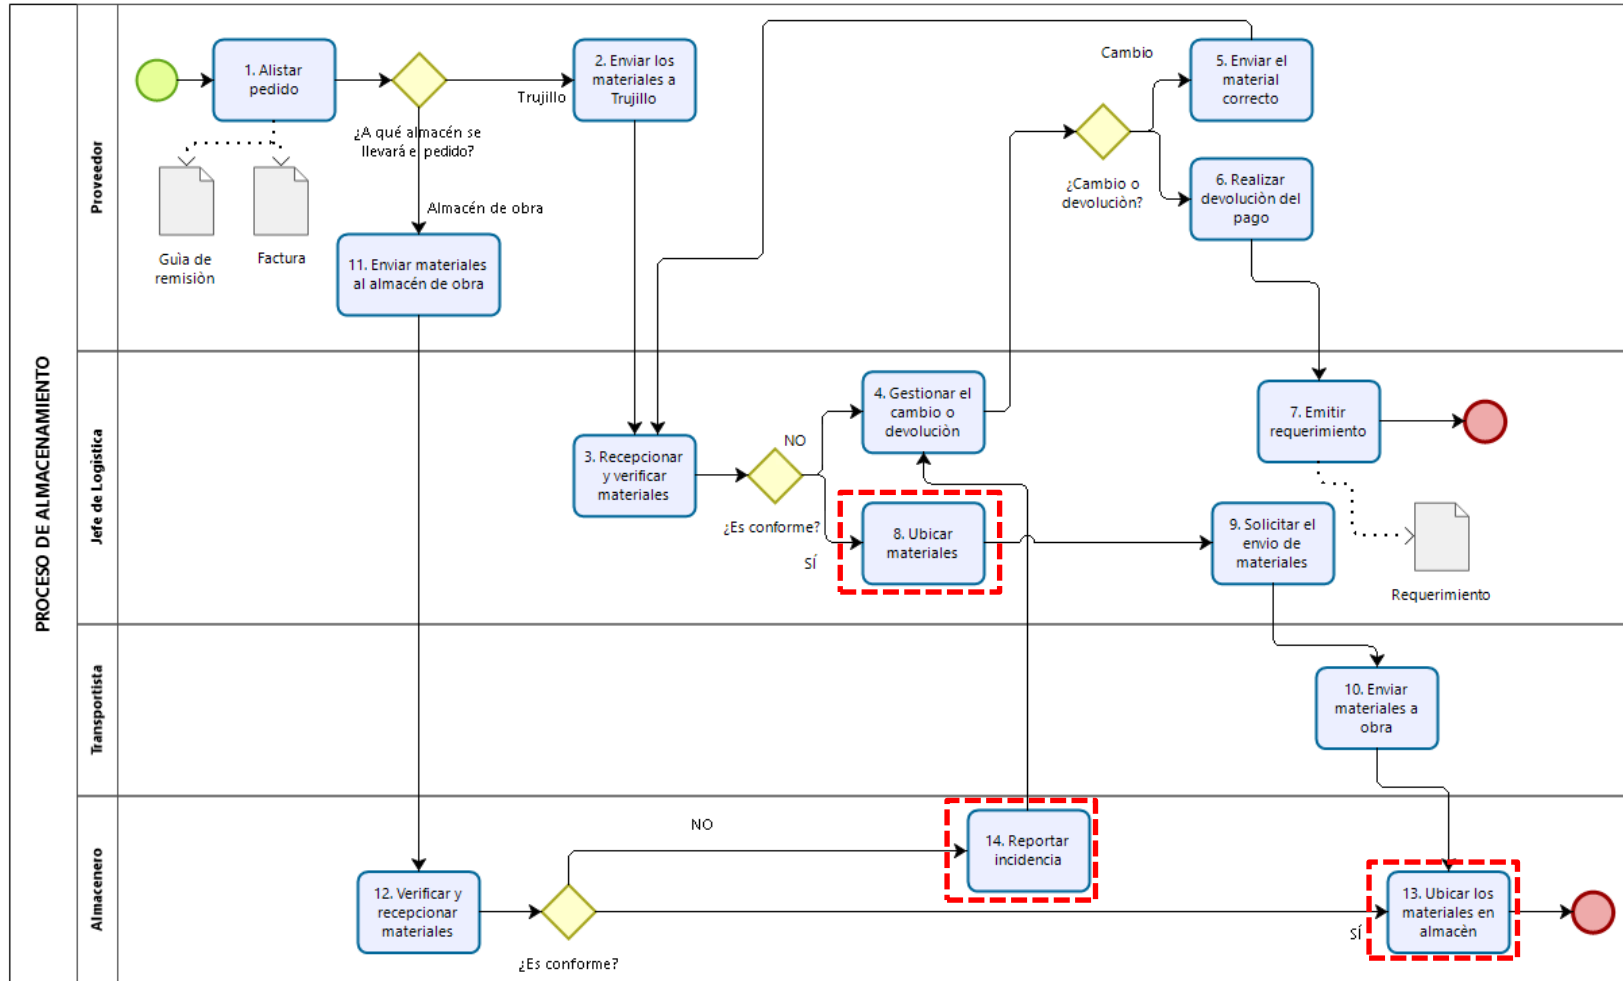 PROCESO DE ALMACENAMIENTO
Proveedor
1. Alistar
pedido
Guìa de
remisiòn
Factura
¿A qué almacén se
llevará el pedido?
Trujillo
Almacén de obra
2. Enviar los
materiales a
Trujillo
11. Enviar materiales
al almacén de obra
Cambio
¿Cambio o
devoluciòn?
5. Enviar el
material
correcto
6. Realizar
devoluciòn del
pago
Jefe de Logística
3. Recepcionar
y verificar
materiales
¿Es conforme?
NO
SÍ
4. Gestionar el
cambio o
devoluciòn
8. Ubicar
materiales
7. Emitir
requerimiento
9. Solicitar el
envio de
materiales
Requerimiento
Transportista
10. Enviar
materiales a
obra
Almacenero
12. Verificar y
recepcionar
materiales
¿Es conforme?
NO
14. Reportar
incidencia
SÍ
13. Ubicar los
materiales en
almacèn